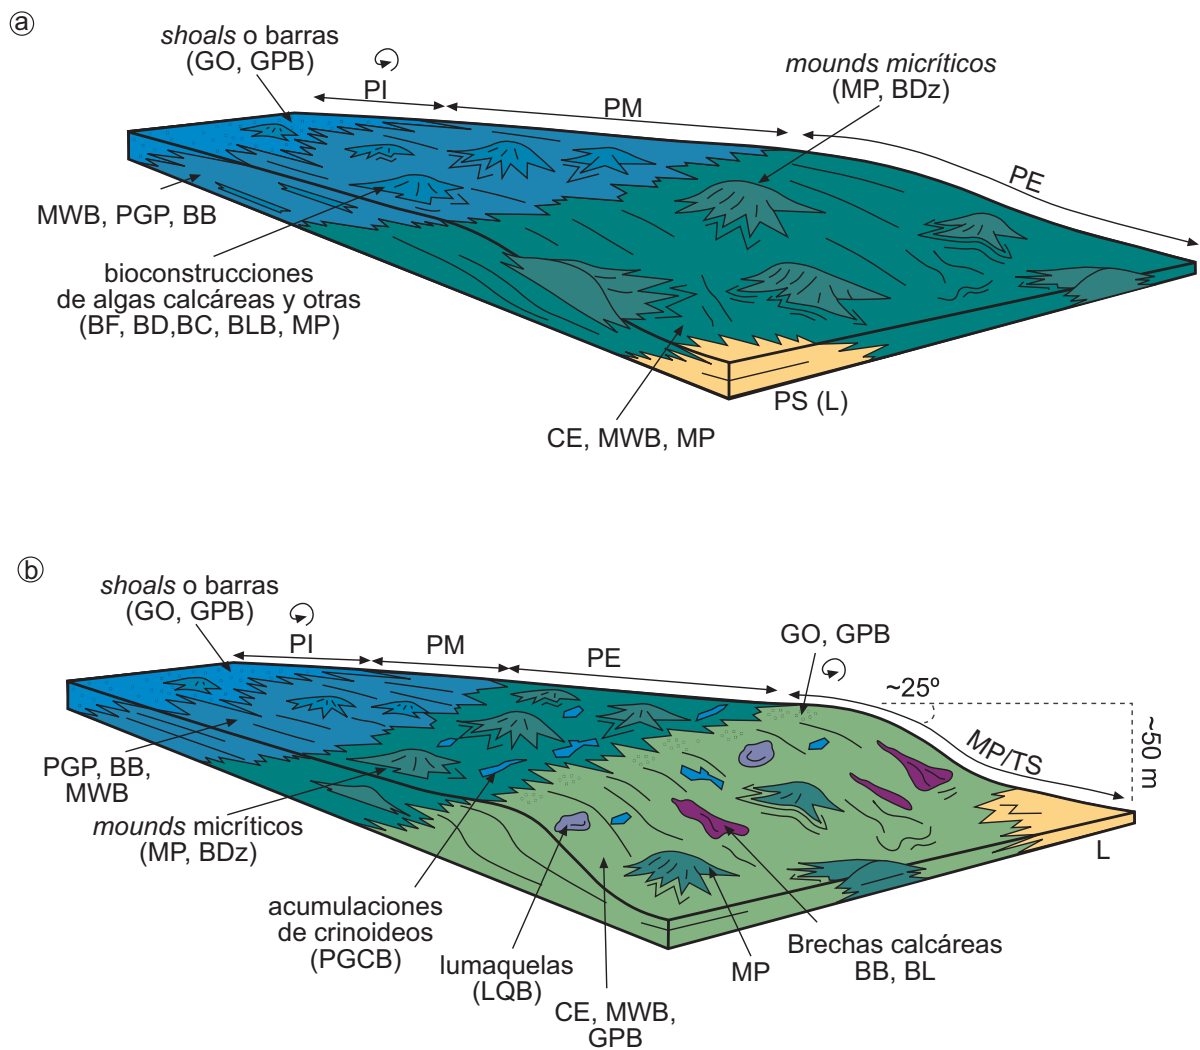 a
shoals o barras
(GO, GPB)
PI
PM
mounds micríticos
(MP, BDz)
PE
MWB, PGP, BB
bioconstrucciones
de algas calcáreas y otras
(BF, BD,BC, BLB, MP)
PS (L)
CE, MWB, MP
b
shoals o barras
(GO, GPB)
PI
PM
PE
GO, GPB
~25º
MP/TS
~50 m
PGP, BB,
MWB
mounds micríticos
(MP, BDz)
L
acumulaciones
de crinoideos
(PGCB)
lumaquelas
(LQB)
CE, MWB,
GPB
MP
Brechas calcáreas
BB, BL